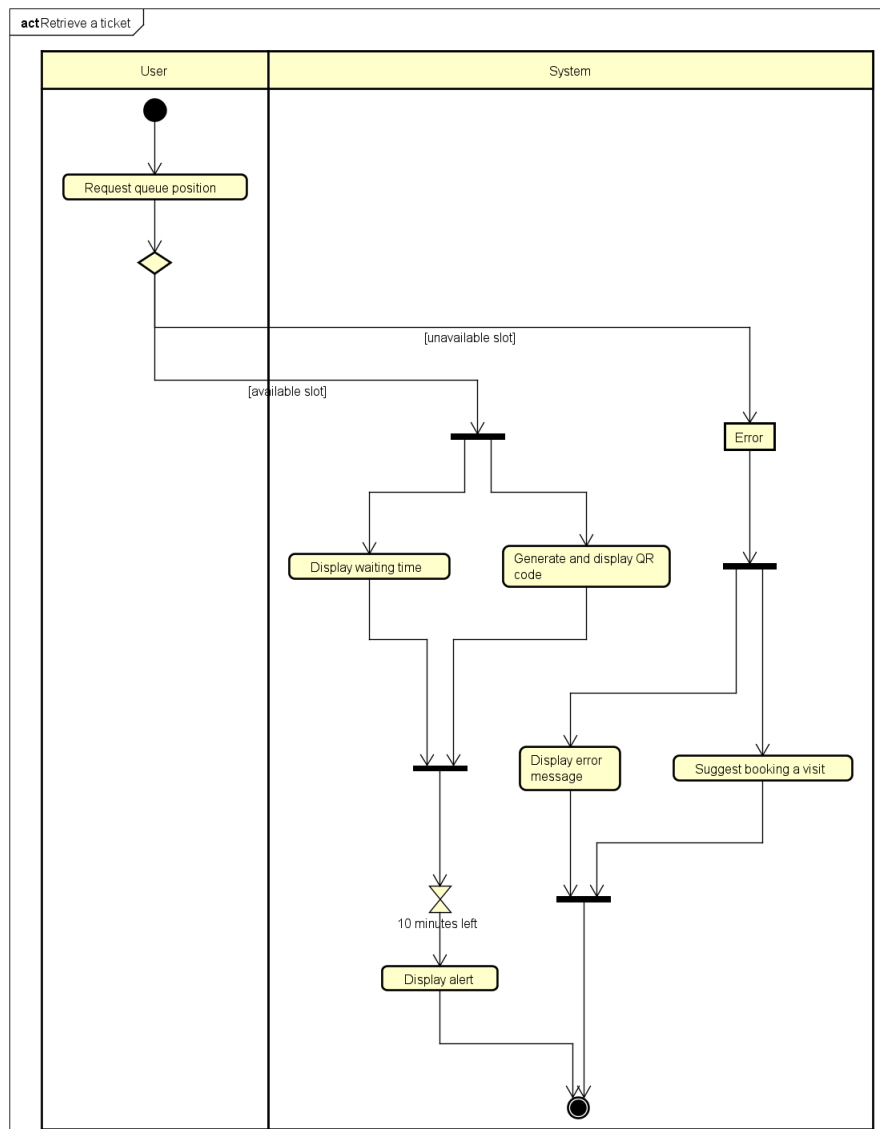 act Retrieve a ticket
User
System
Request queue position
[unavailable slot]
[available slot]
Error
Display waiting time
Generate and display QR
code
Display error
message
Suggest booking a visit
10 minutes left
Display alert